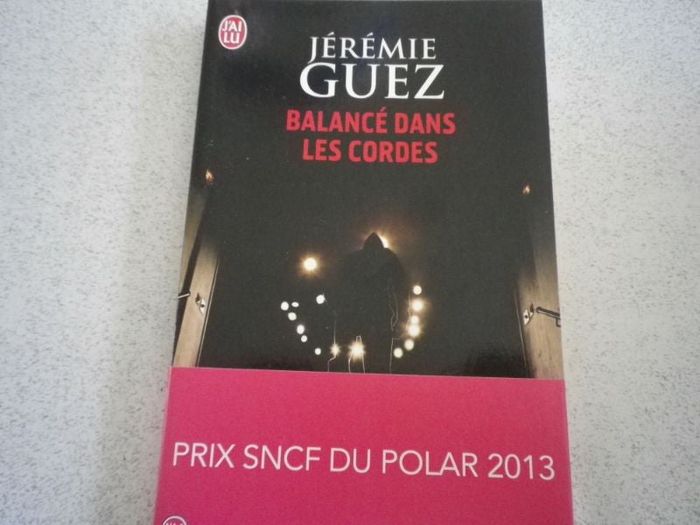 J'AI
LU
JÉRÉMIE
GUEZ
BALANCÉ DANS
LES CORDES
PRIX SNCF DU POLAR 2013